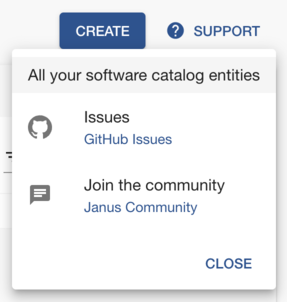 CREATE
SUPPORT
All your software catalog entities
Issues
GitHub Issues
Join the community
Janus Community
CLOSE